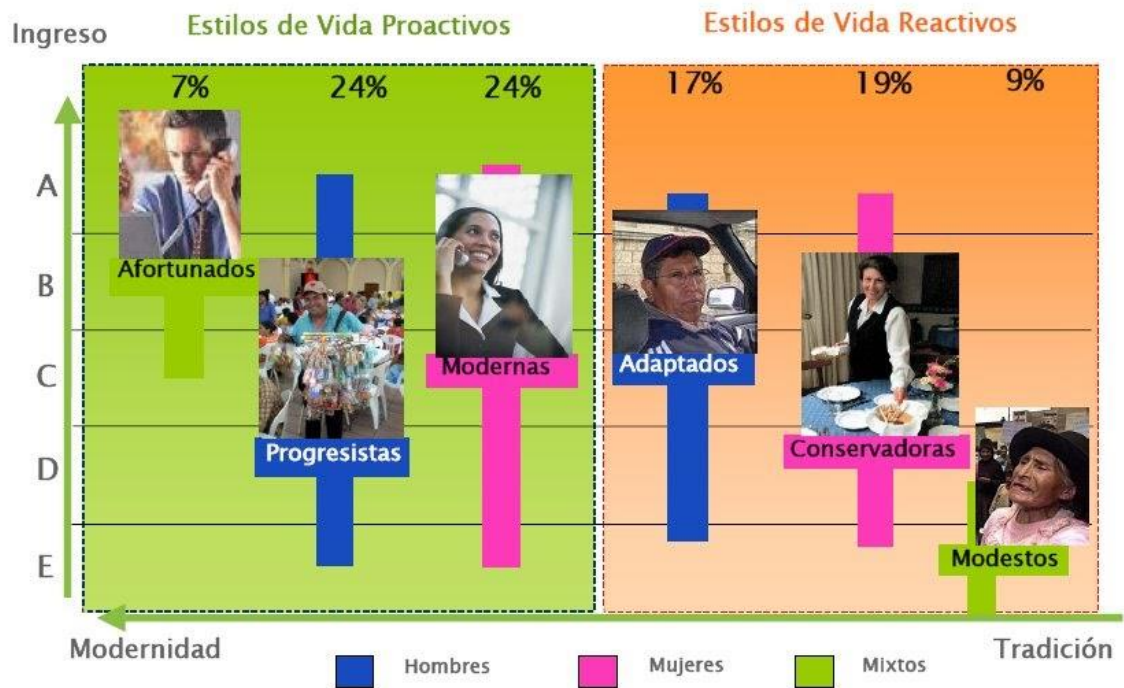 Estilos de Vida Proactivos
Estilos de Vida Reactivos
Ingreso
7%
24%
24%
17%
19%
9%
A
B
C
D
E
Afortunados
Progresistas
Modernas
Adaptados
Conservadoras
Modestos
Modernidad
Tradición
Hombres
Mujeres
Mixtos